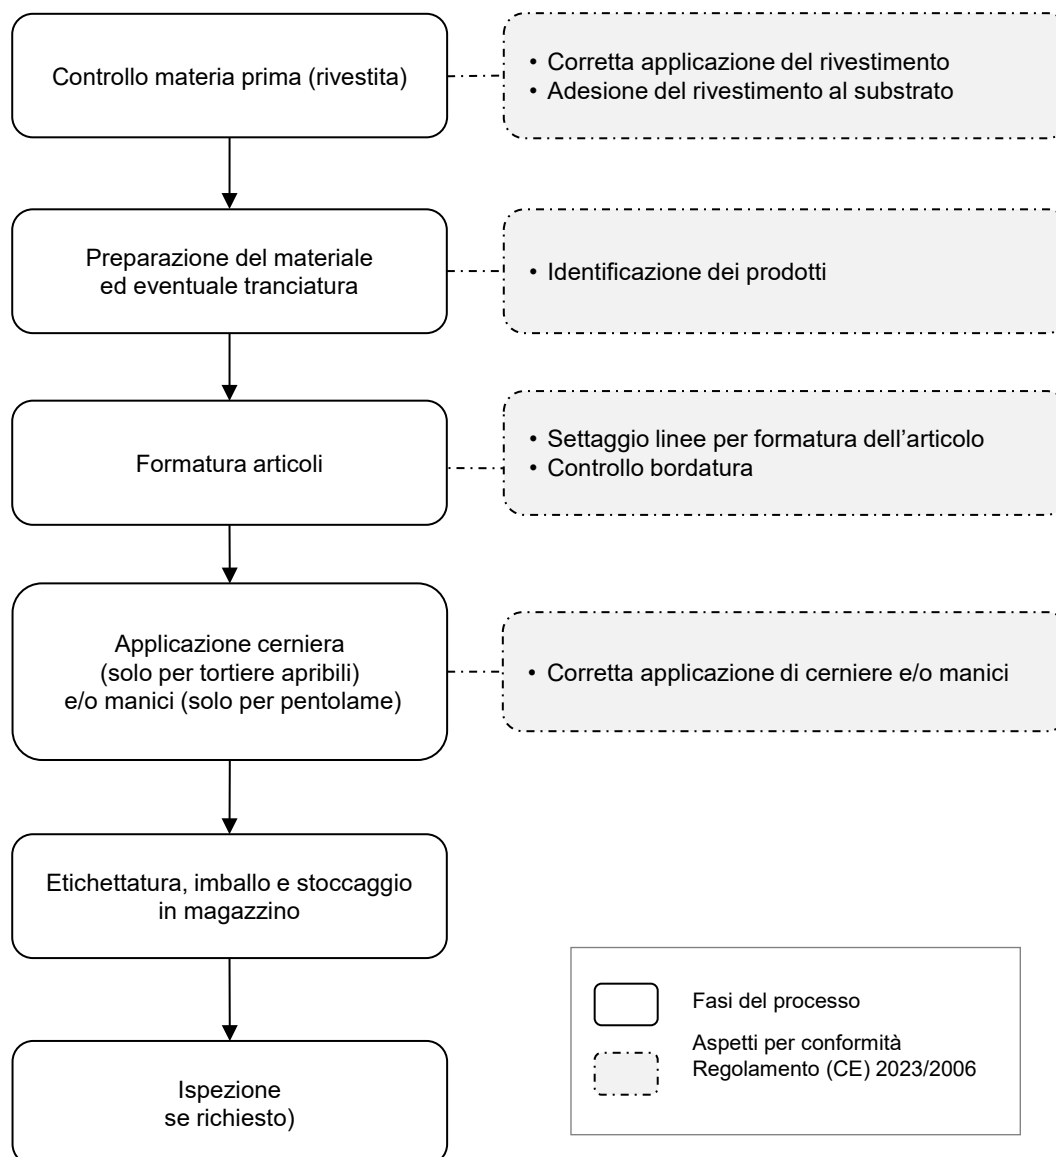 Controllo materia prima (rivestita)
• Corretta applicazione del rivestimento
• Adesione del rivestimento al substrato
Preparazione del materiale
ed eventuale tranciatura
• Identificazione dei prodotti
Formatura articoli
• Settaggio linee per formatura dell’articolo
• Controllo bordatura
Applicazione cerniera
(solo per tortiere apribili)
e/o manici (solo per pentolame)
• Corretta applicazione di cerniere e/o manici
Etichettatura, imballo e stoccaggio
in magazzino
Ispezione
se richiesto)
Fasi del processo
Aspetti per conformità
Regolamento (CE) 2023/2006